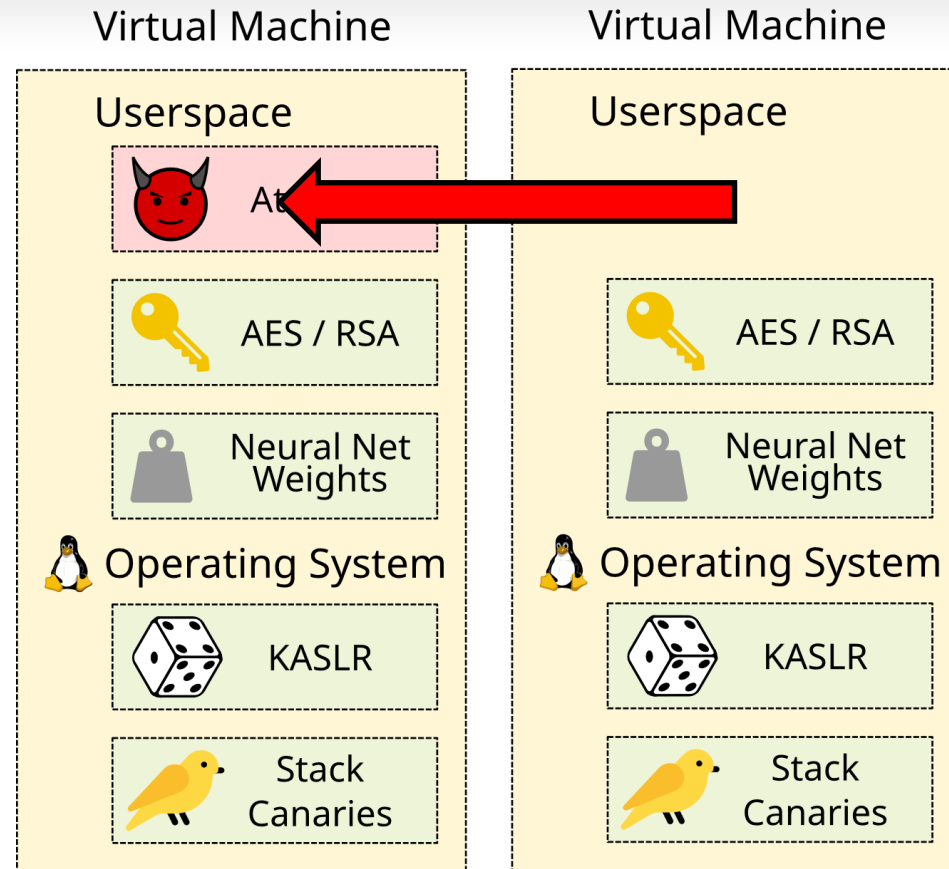 Virtual Machine
Userspace
AES / RSA
Neural Net
Weights
Operating System
KASLR
Stack
Canaries
Virtual Machine
Userspace
AES / RSA
Neural Net
Weights
Operating System
KASLR
Stack
Canaries